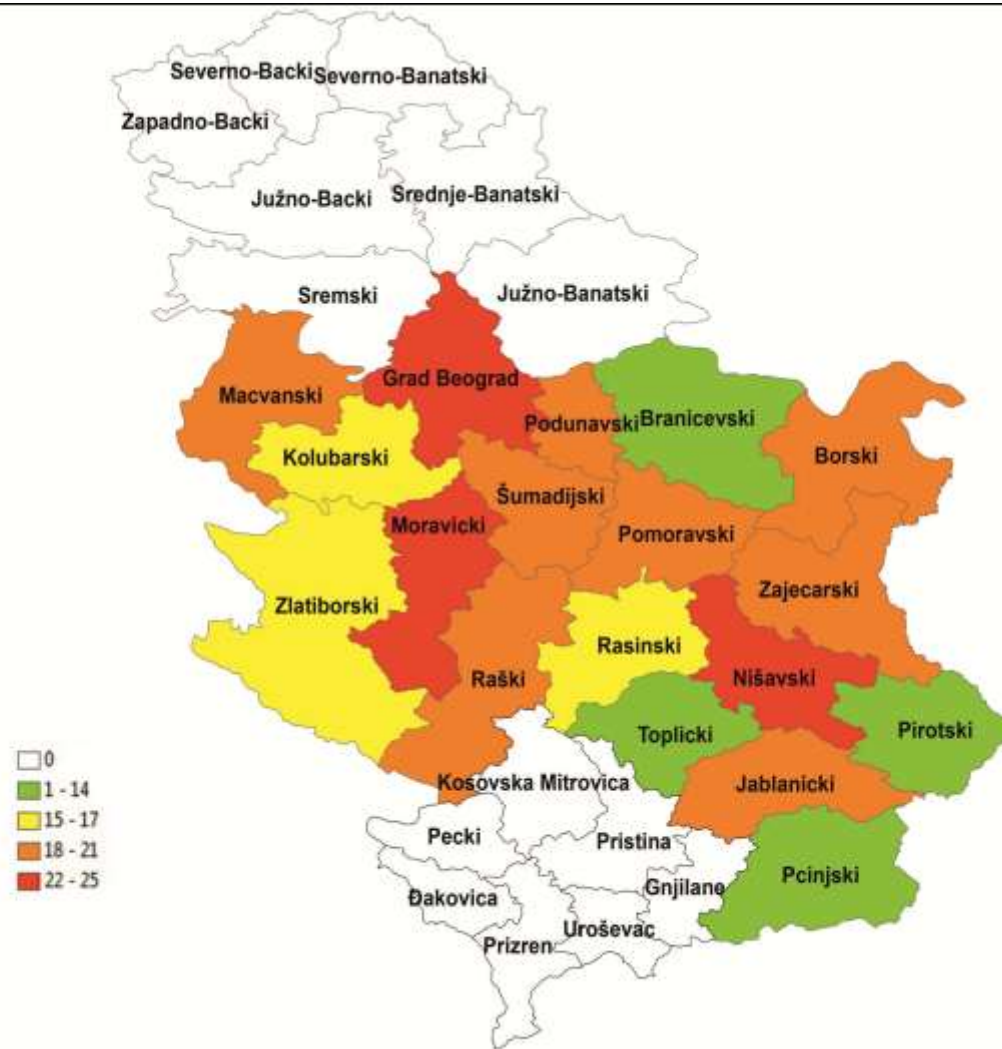 Severno-Backi
Severno-Banatski
Zapadno-Backi
Južno-Backi
Srednje-Banatski
Sremski
Južno-Banatski
Grad Beograd
Macvanski
Podunavski
Branicevski
Kolubarski
Borski
Šumadijski
Moravicki
Pomoravski
Zajecarski
Zlatiborski
Rasinski
Raški
Nišavski
Toplicki
Pirotski
Kosovska Mitrovica
Jablanicki
Pecki
Pristina
Gnjilane
Pcinjski
Đakovica
Uroševac
Prizren
0
1 - 14
15 - 17
18 - 21
22 - 25